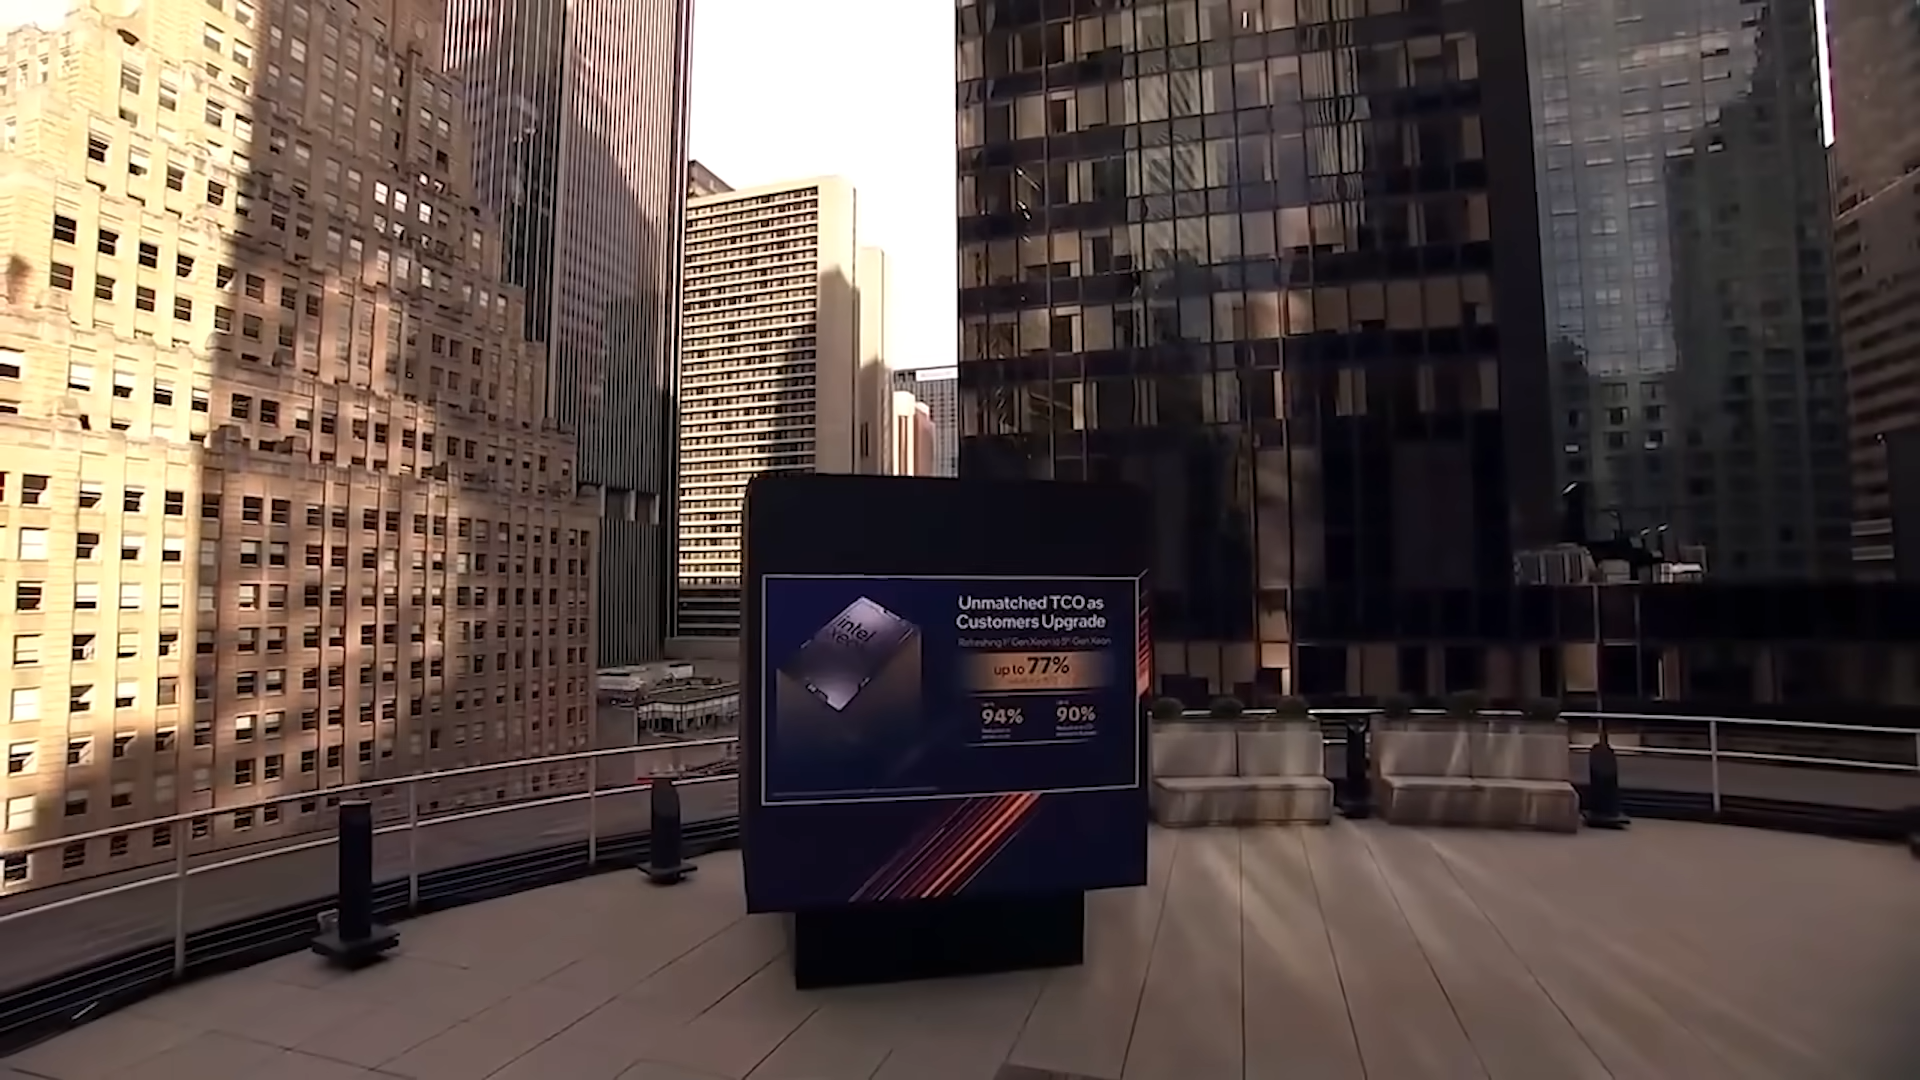 intel
xeon
Unmatched TCO as
Customers Upgrade
Refreshing 1st Gen Xeon to 5th Gen Xeon
up to 77%
94%
90%